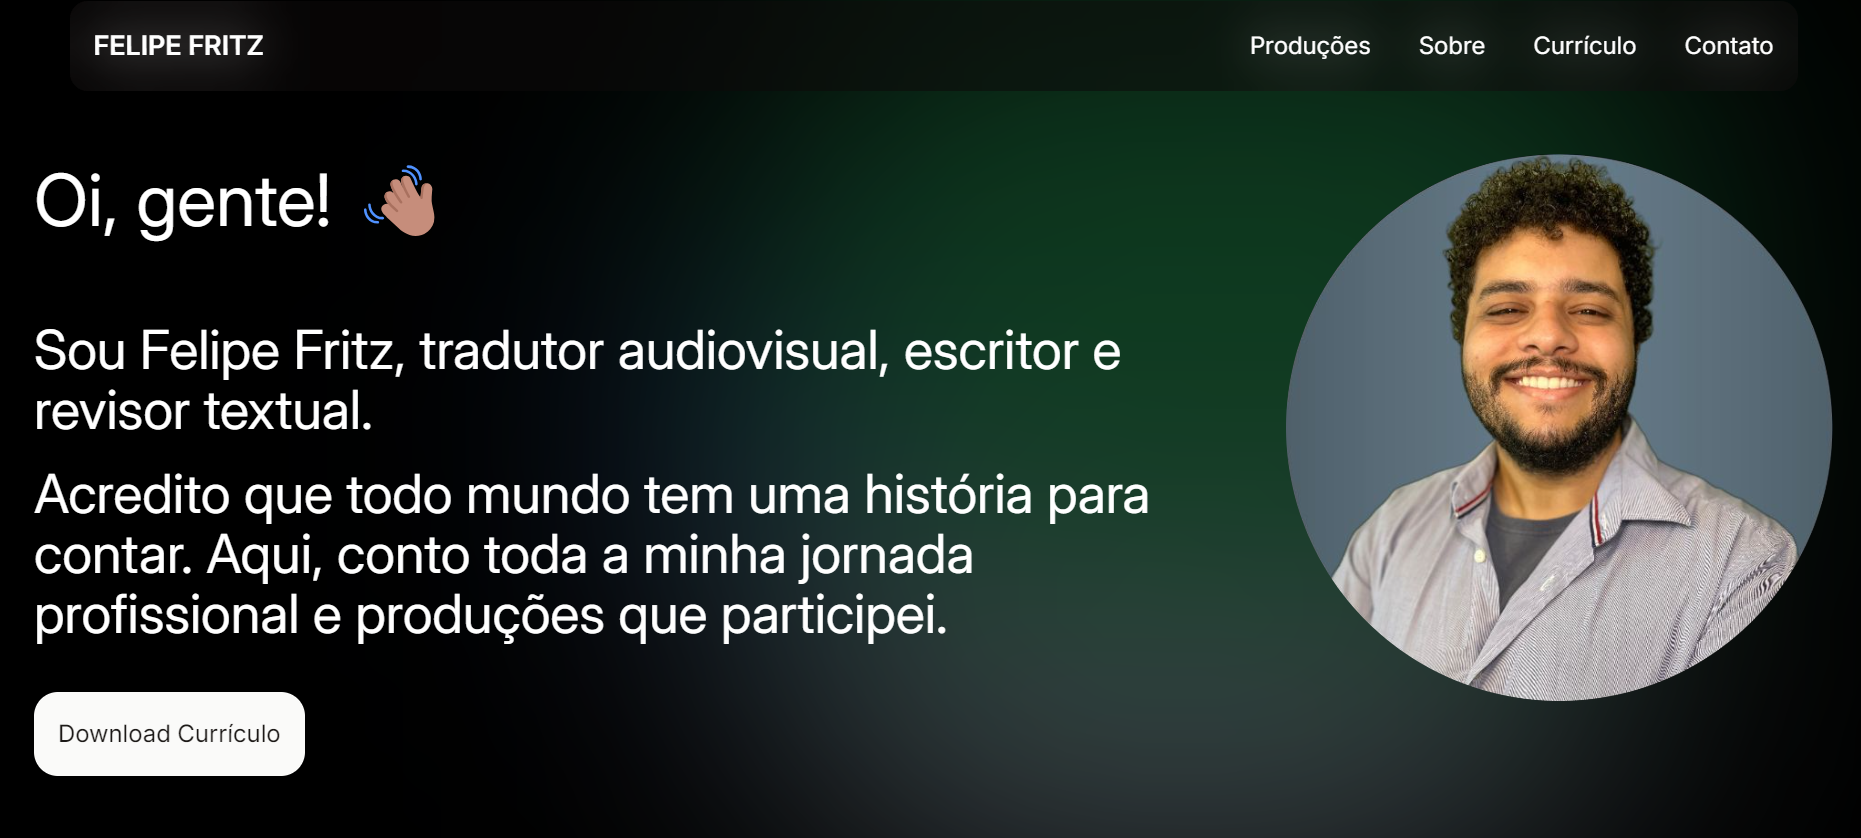 FELIPE FRITZ
Produções
Sobre
Currículo
Contato
Oi, gente!
Sou Felipe Fritz, tradutor audiovisual, escritor e
revisor textual.
Acredito que todo mundo tem uma história para
contar. Aqui, conto toda a minha jornada
profissional e produções que participei.
Download Currículo